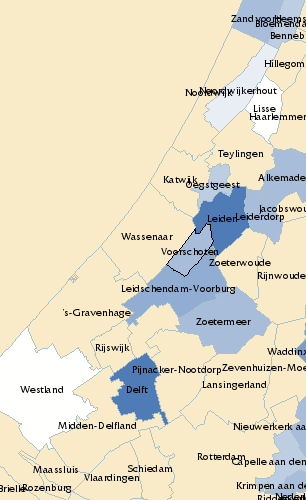 Zandvoort
Heems
Bloemenda
Benneb
Hillegom
Noordwijkerhout
Noordwijk
Lisse
Haarlemmer
Teylingen
Katwijk
Oegstgeest
Alkemade
Jacobswou
Leiden
Leiderdorp
Wassenaar
Voorschoten
Zoeterwoude
Rijnwoude
Leidschendam-Voorburg
's-Gravenhage
Zoetermeer
Rijswijk
Waddinx
Pijnacker-Nootdorp
Zevenhuizen-Moe
Westland
Delft
Lansingerland
Midden-Delfland
Nieuwerkerk aa
Maassluis
Schiedam
Rotterdam
Capelle aan den
Vlaardingen
Brielle
Rozenburg
Krimpen aan de
Ridder